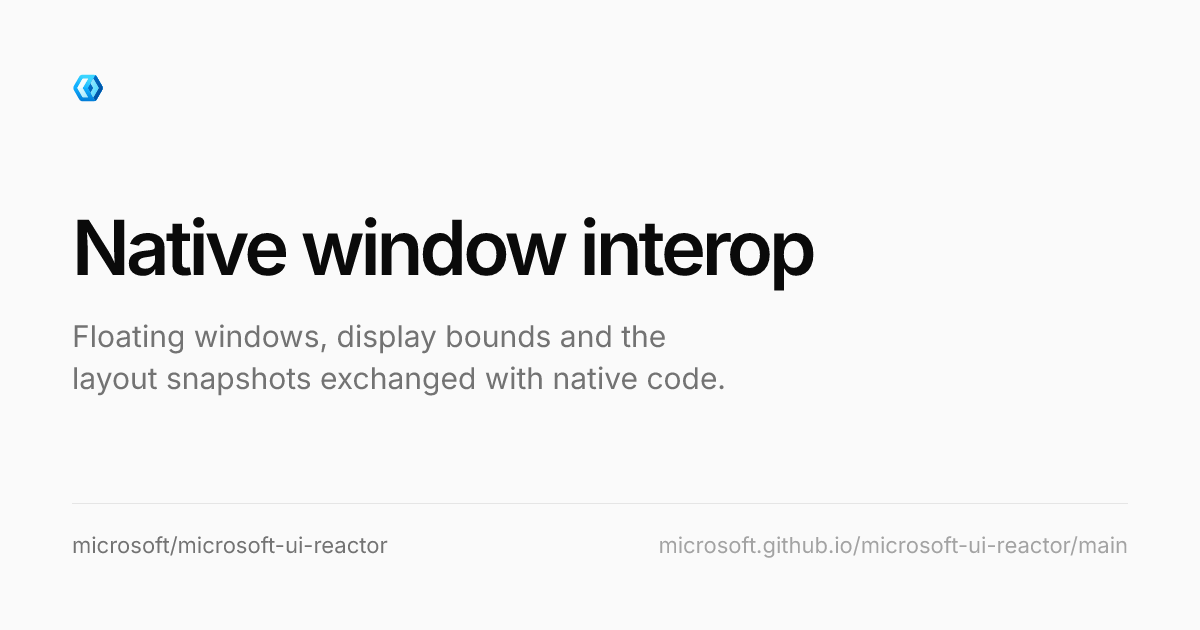 Native window interop
Floating windows, display bounds and the
layout snapshots exchanged with native code.
microsoft/microsoft-ui-reactor
microsoft.github.io/microsoft-ui-reactor/main